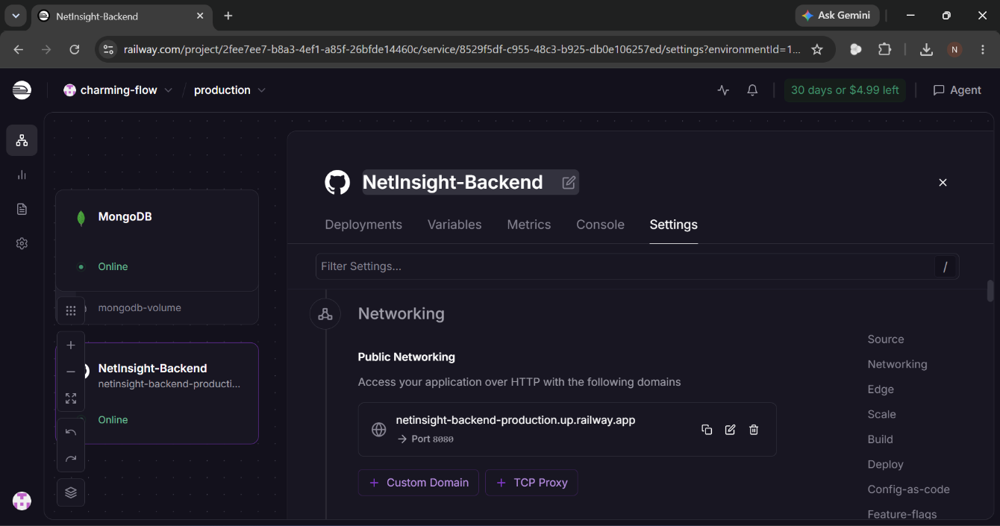 NetInsight-Backend
Ask Gemini
railway.com/project/2fee7ee7-b8a3-4ef1-a85f-26bfde14460c/service/8529f5df-c955-48c3-b925-db0e106257ed/settings?environmentId=1...
N
charming-flow
/
production
30 days or $4.99 left
Agent
MongoDB
Online
mongodb-volume
NetInsight-Backend
netinsight-backend-producti...
Online
NetInsight-Backend
Deployments
Variables
Metrics
Console
Settings
Filter Settings...
/
Networking
Public Networking
Access your application over HTTP with the following domains
netinsight-backend-production.up.railway.app
→ Port 8080
+ Custom Domain
+ TCP Proxy
Source
Networking
Edge
Scale
Build
Deploy
Config-as-code
Feature-flags